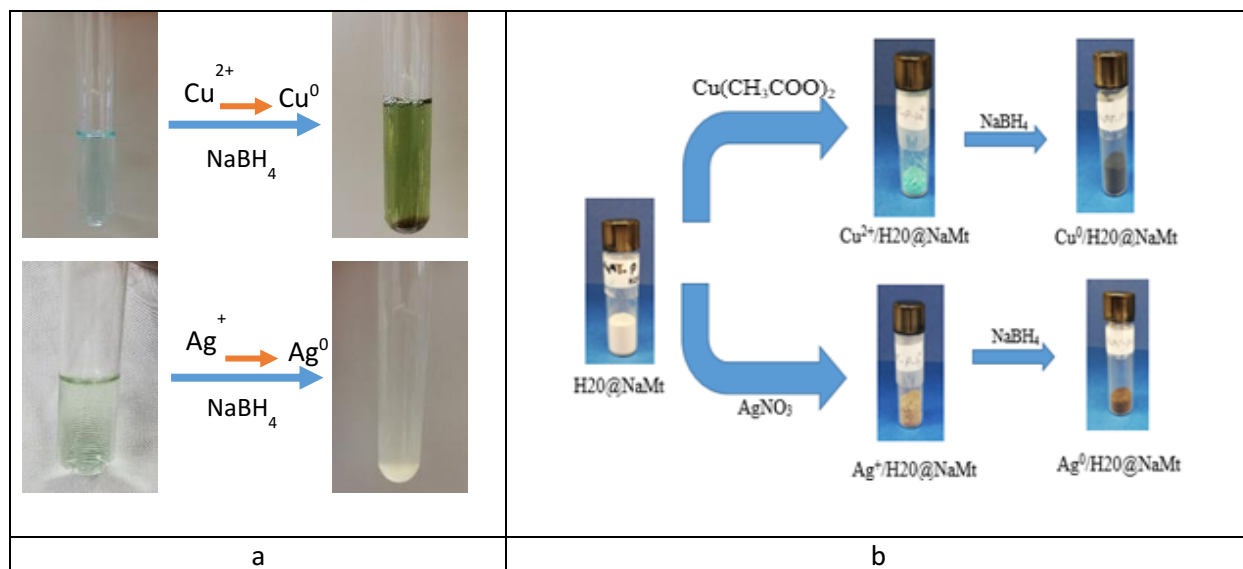 Cu2+ Cu0
NaBH4
Ag+ Ag0
NaBH4
a
Cu(CH3COO)2
NaBH4
Cu2+/H20@NaMt
Cu0/H20@NaMt
H20@NaMt
NaBH4
AgNO3
Ag+/H20@NaMt
Ag0/H20@NaMt
b